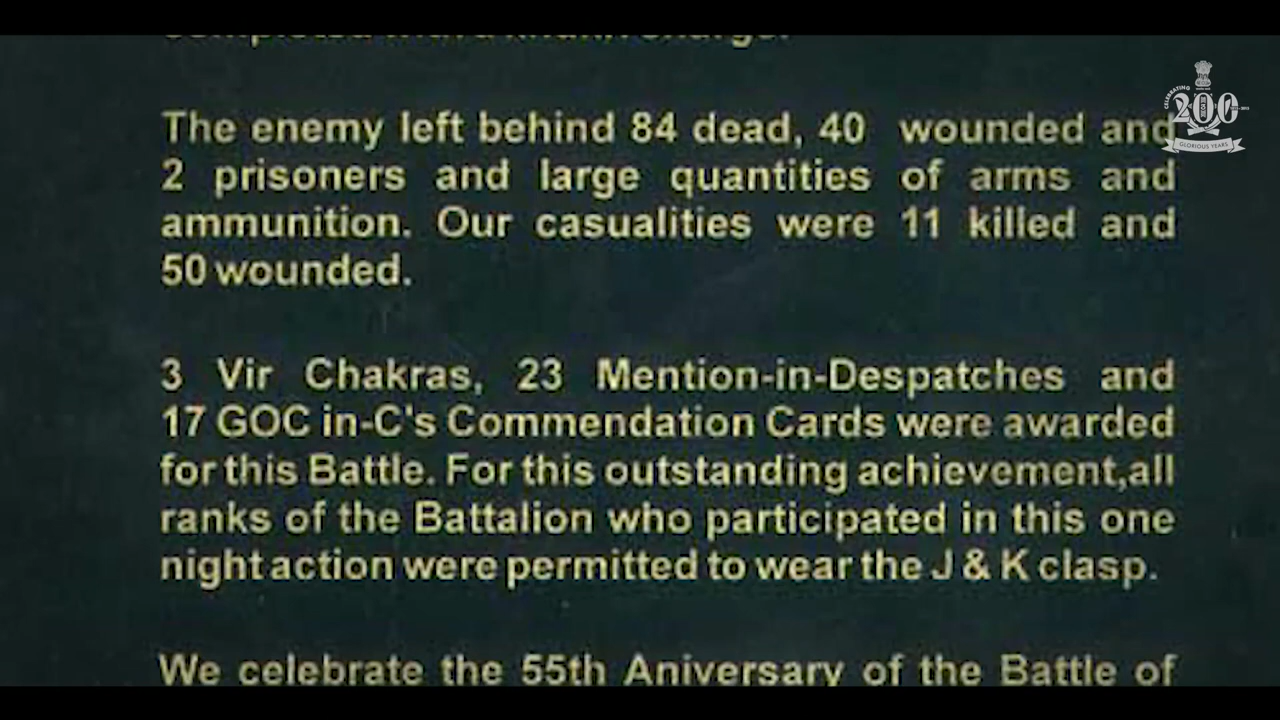 The enemy left behind 84 dead, 40 wounded and
2 prisoners and large quantities of arms and
ammunition. Our casualities were 11 killed and
50 wounded.
3 Vir Chakras, 23 Mention-in-Despatches and
17 GOC in-C's Commendation Cards were awarded
for this Battle. For this outstanding achievement,all
ranks of the Battalion who participated in this one
night action were permitted to wear the J & K clasp.
We celebrate the 55th Aniversary of the Battle of
CELEBRATING
200
GLORIOUS YEARS